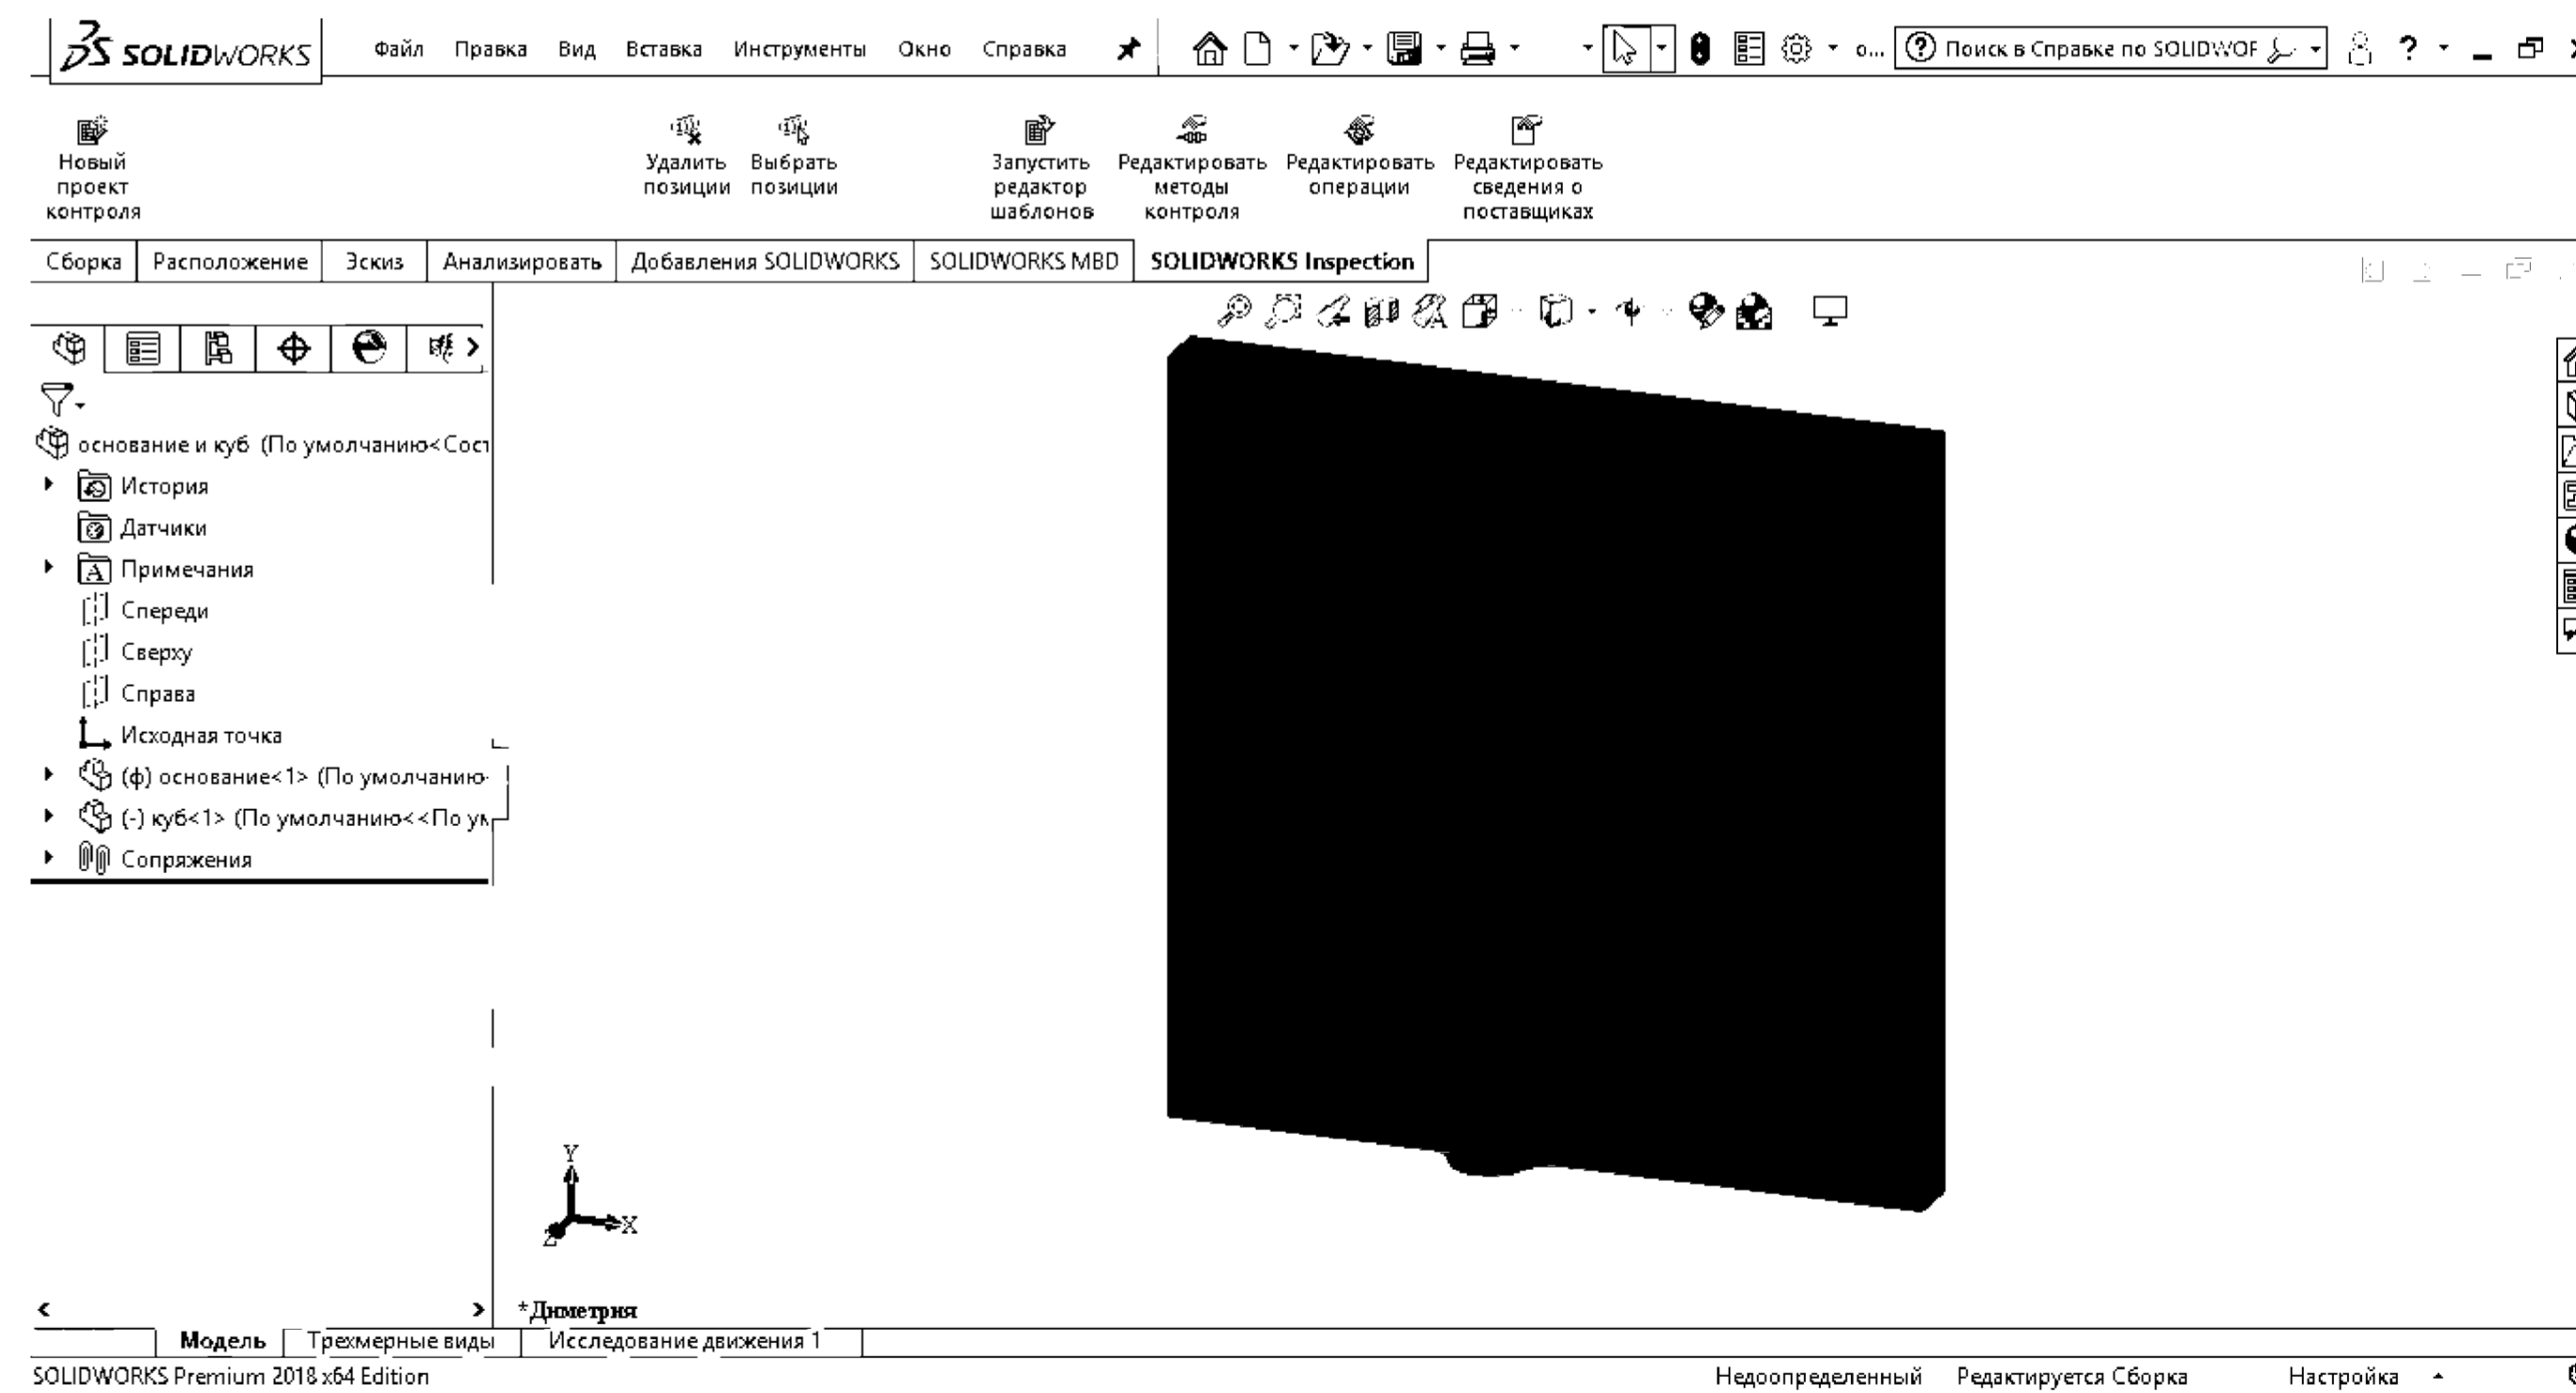 SOLIDWORKS Файл Правка Вид Вставка Инструменты Окно Справка о... Поиск в Справке по SOLIDWOF
Новый проект контроля
Удалить позиции
Выбрать позиции
Запустить редактор шаблонов
Редактировать методы контроля
Редактировать операции
Редактировать сведения о поставщиках
Сборка Расположение Эскиз Анализировать Добавления SOLIDWORKS SOLIDWORKS MBD SOLIDWORKS Inspection
основание и куб (По умолчанию<Сост
История
Датчики
Примечания
Спереди
Сверху
Справа
Исходная точка
(ф) основание<1> (По умолчанию
(-) куб<1> (По умолчанию<<По ум
Сопряжения
Y
X
Z
*Диметрия
Модель Трехмерные виды Исследование движения 1
SOLIDWORKS Premium 2018 x64 Edition Недоопределенный Редактируется Сборка Настройка